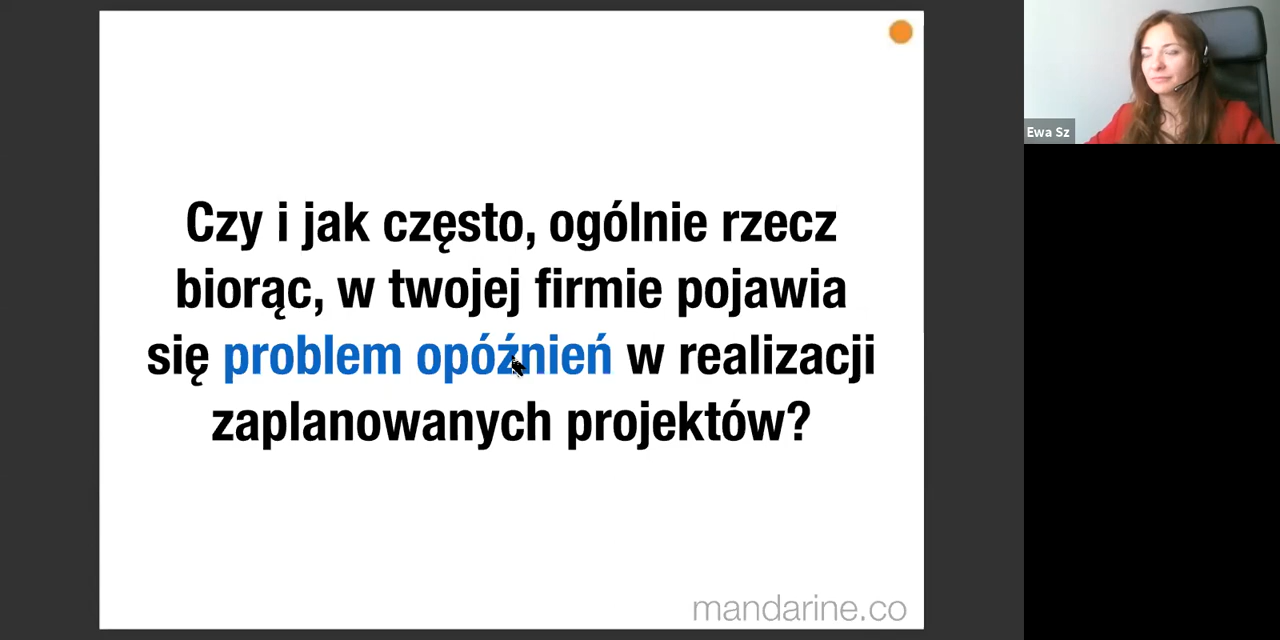 Czy i jak często, ogólnie rzecz
biorąc, w twojej firmie pojawia
się problem opóźnień w realizacji
zaplanowanych projektów?
mandarine.co
Ewa Sz